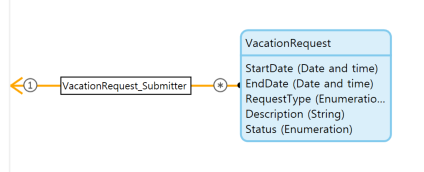 VacationRequest
StartDate (Date and time)
1 VacationRequest_Submitter * EndDate (Date and time)
RequestType (Enumeratio...
Description (String)
Status (Enumeration)